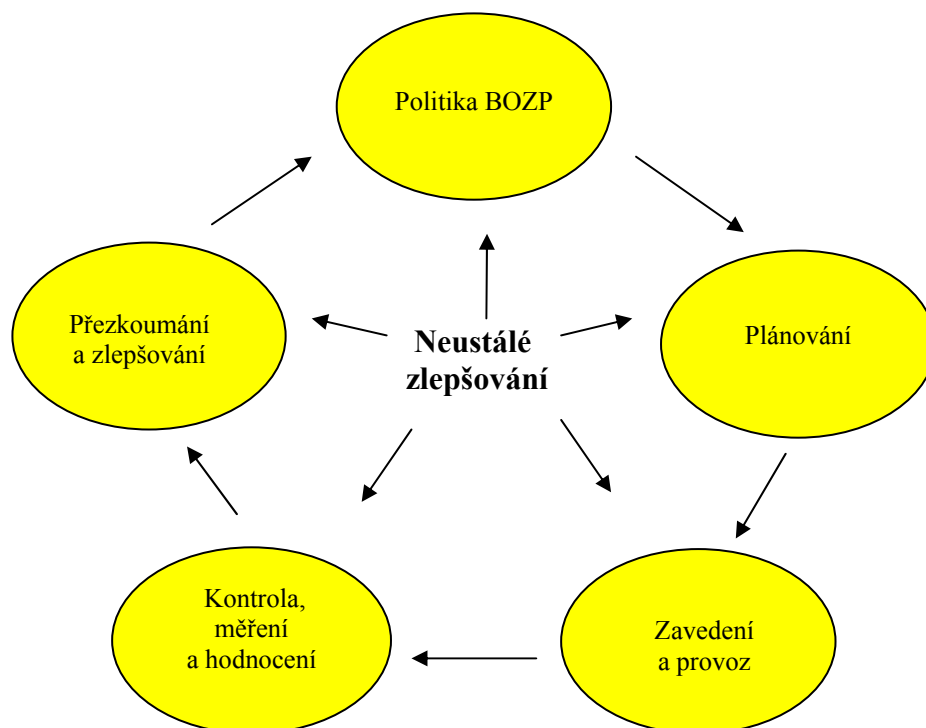 Politika BOZP
Přezkoumání
a zlepšování
Neustálé
zlepšování
Plánování
Kontrola,
měření
a hodnocení
Zavedení
a provoz